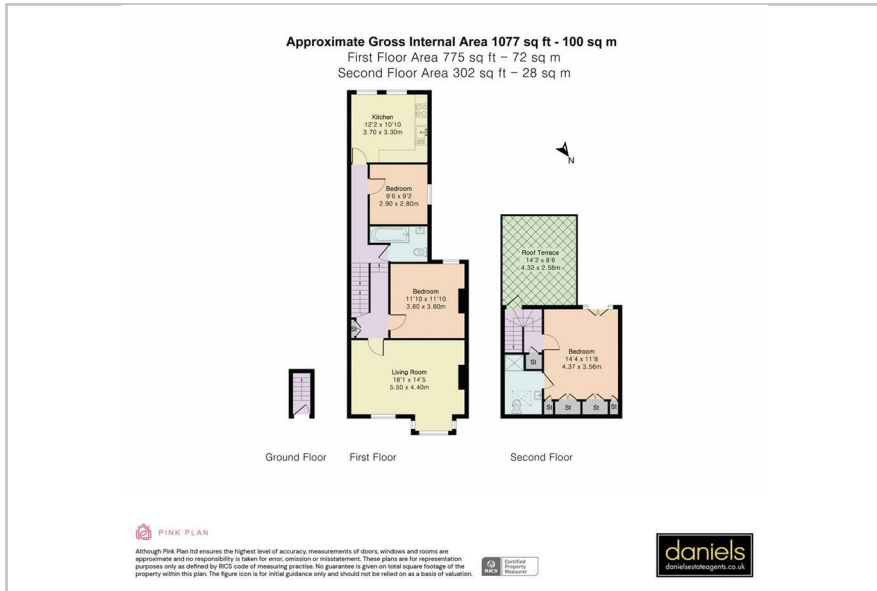 Approximate Gross Internal Area 1077 sq ft - 100 sq m
First Floor Area 775 sq ft – 72 sq m
Second Floor Area 302 sq ft – 28 sq m
Kitchen
12'2 x 10'10
3.70 x 3.30m
N
Bedroom
9'6 x 9'2
2.90 x 2.80m
Roof Terrace
14'2 x 8'6
4.32 x 2.58m
Bedroom
11'10 x 11'10
3.60 x 3.60m
St
Bedroom
14'4 x 11'8
4.37 x 3.56m
St
Living Room
18'1 x 14'5
5.50 x 4.40m
St
St
St
St
Ground Floor
First Floor
Second Floor
PINK PLAN
Although Pink Plan ltd ensures the highest level of accuracy, measurements of doors, windows and rooms are
approximate and no responsibility is taken for error, omission or misstatement. These plans are for representation
purposes only as defined by RICS code of measuring practise. No guarantee is given on total square footage of the
property within this plan. The figure icon is for initial guidance only and should not be relied on as a basis of valuation.
RICS
Certified
Property
Measurer
daniels
danielsestateagents.co.uk